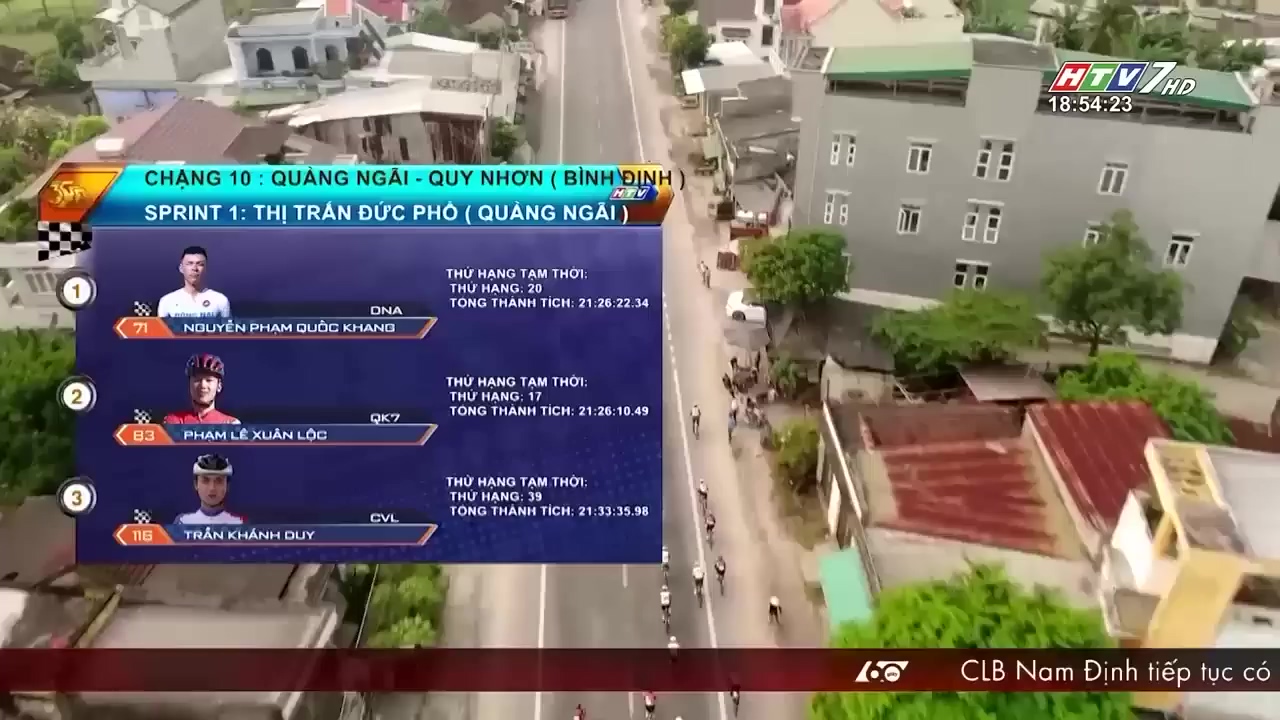 HTV7HD
18:54:23
CHẶNG 10 : QUẢNG NGÃI - QUY NHƠN ( BÌNH ĐỊNH )
HTV
SPRINT 1: THỊ TRẤN ĐỨC PHỔ ( QUẢNG NGÃI )
1
THỨ HẠNG TẠM THỜI:
THỨ HẠNG: 20
TỔNG THÀNH TÍCH: 21:26:22.34
DNA
71 NGUYỄN PHẠM QUỐC KHANG
2
THỨ HẠNG TẠM THỜI:
THỨ HẠNG: 17
TỔNG THÀNH TÍCH: 21:26:10.49
QK7
83 PHẠM LÊ XUÂN LỘC
3
THỨ HẠNG TẠM THỜI:
THỨ HẠNG: 39
TỔNG THÀNH TÍCH: 21:33:35.98
CVL
116 TRẦN KHÁNH DUY
CLB Nam Định tiếp tục có